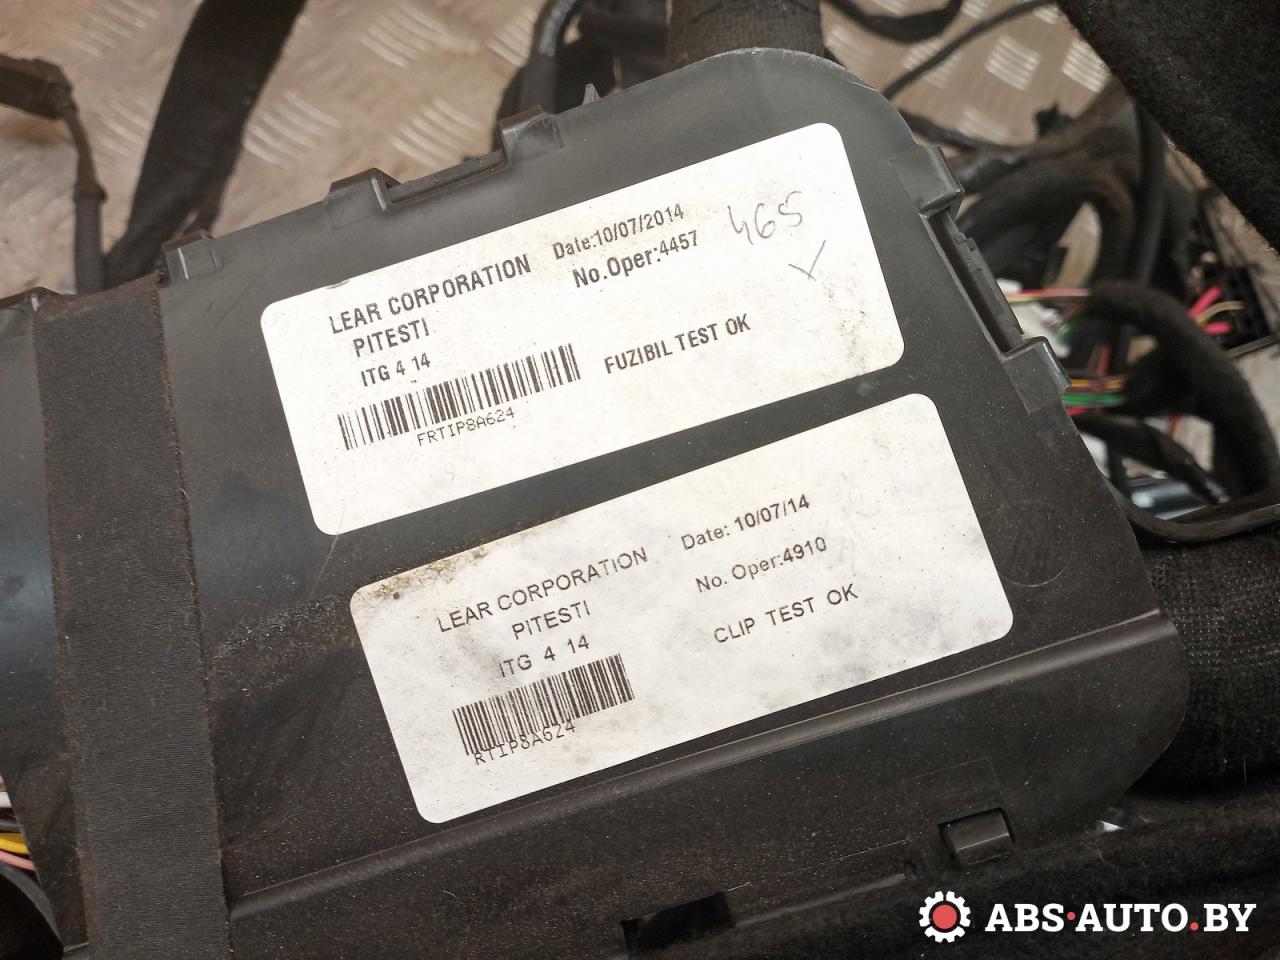 LEAR CORPORATION Date:10/07/2014 465
PITESTI No.Oper:4457
ITG 4 14 FUZIBIL TEST OK
FRTIP8A624
LEAR CORPORATION Date: 10/07/14
PITESTI No. Oper:4910
ITG 4 14 CLIP TEST OK
RTIP8A624
ABS·AUTO.BY